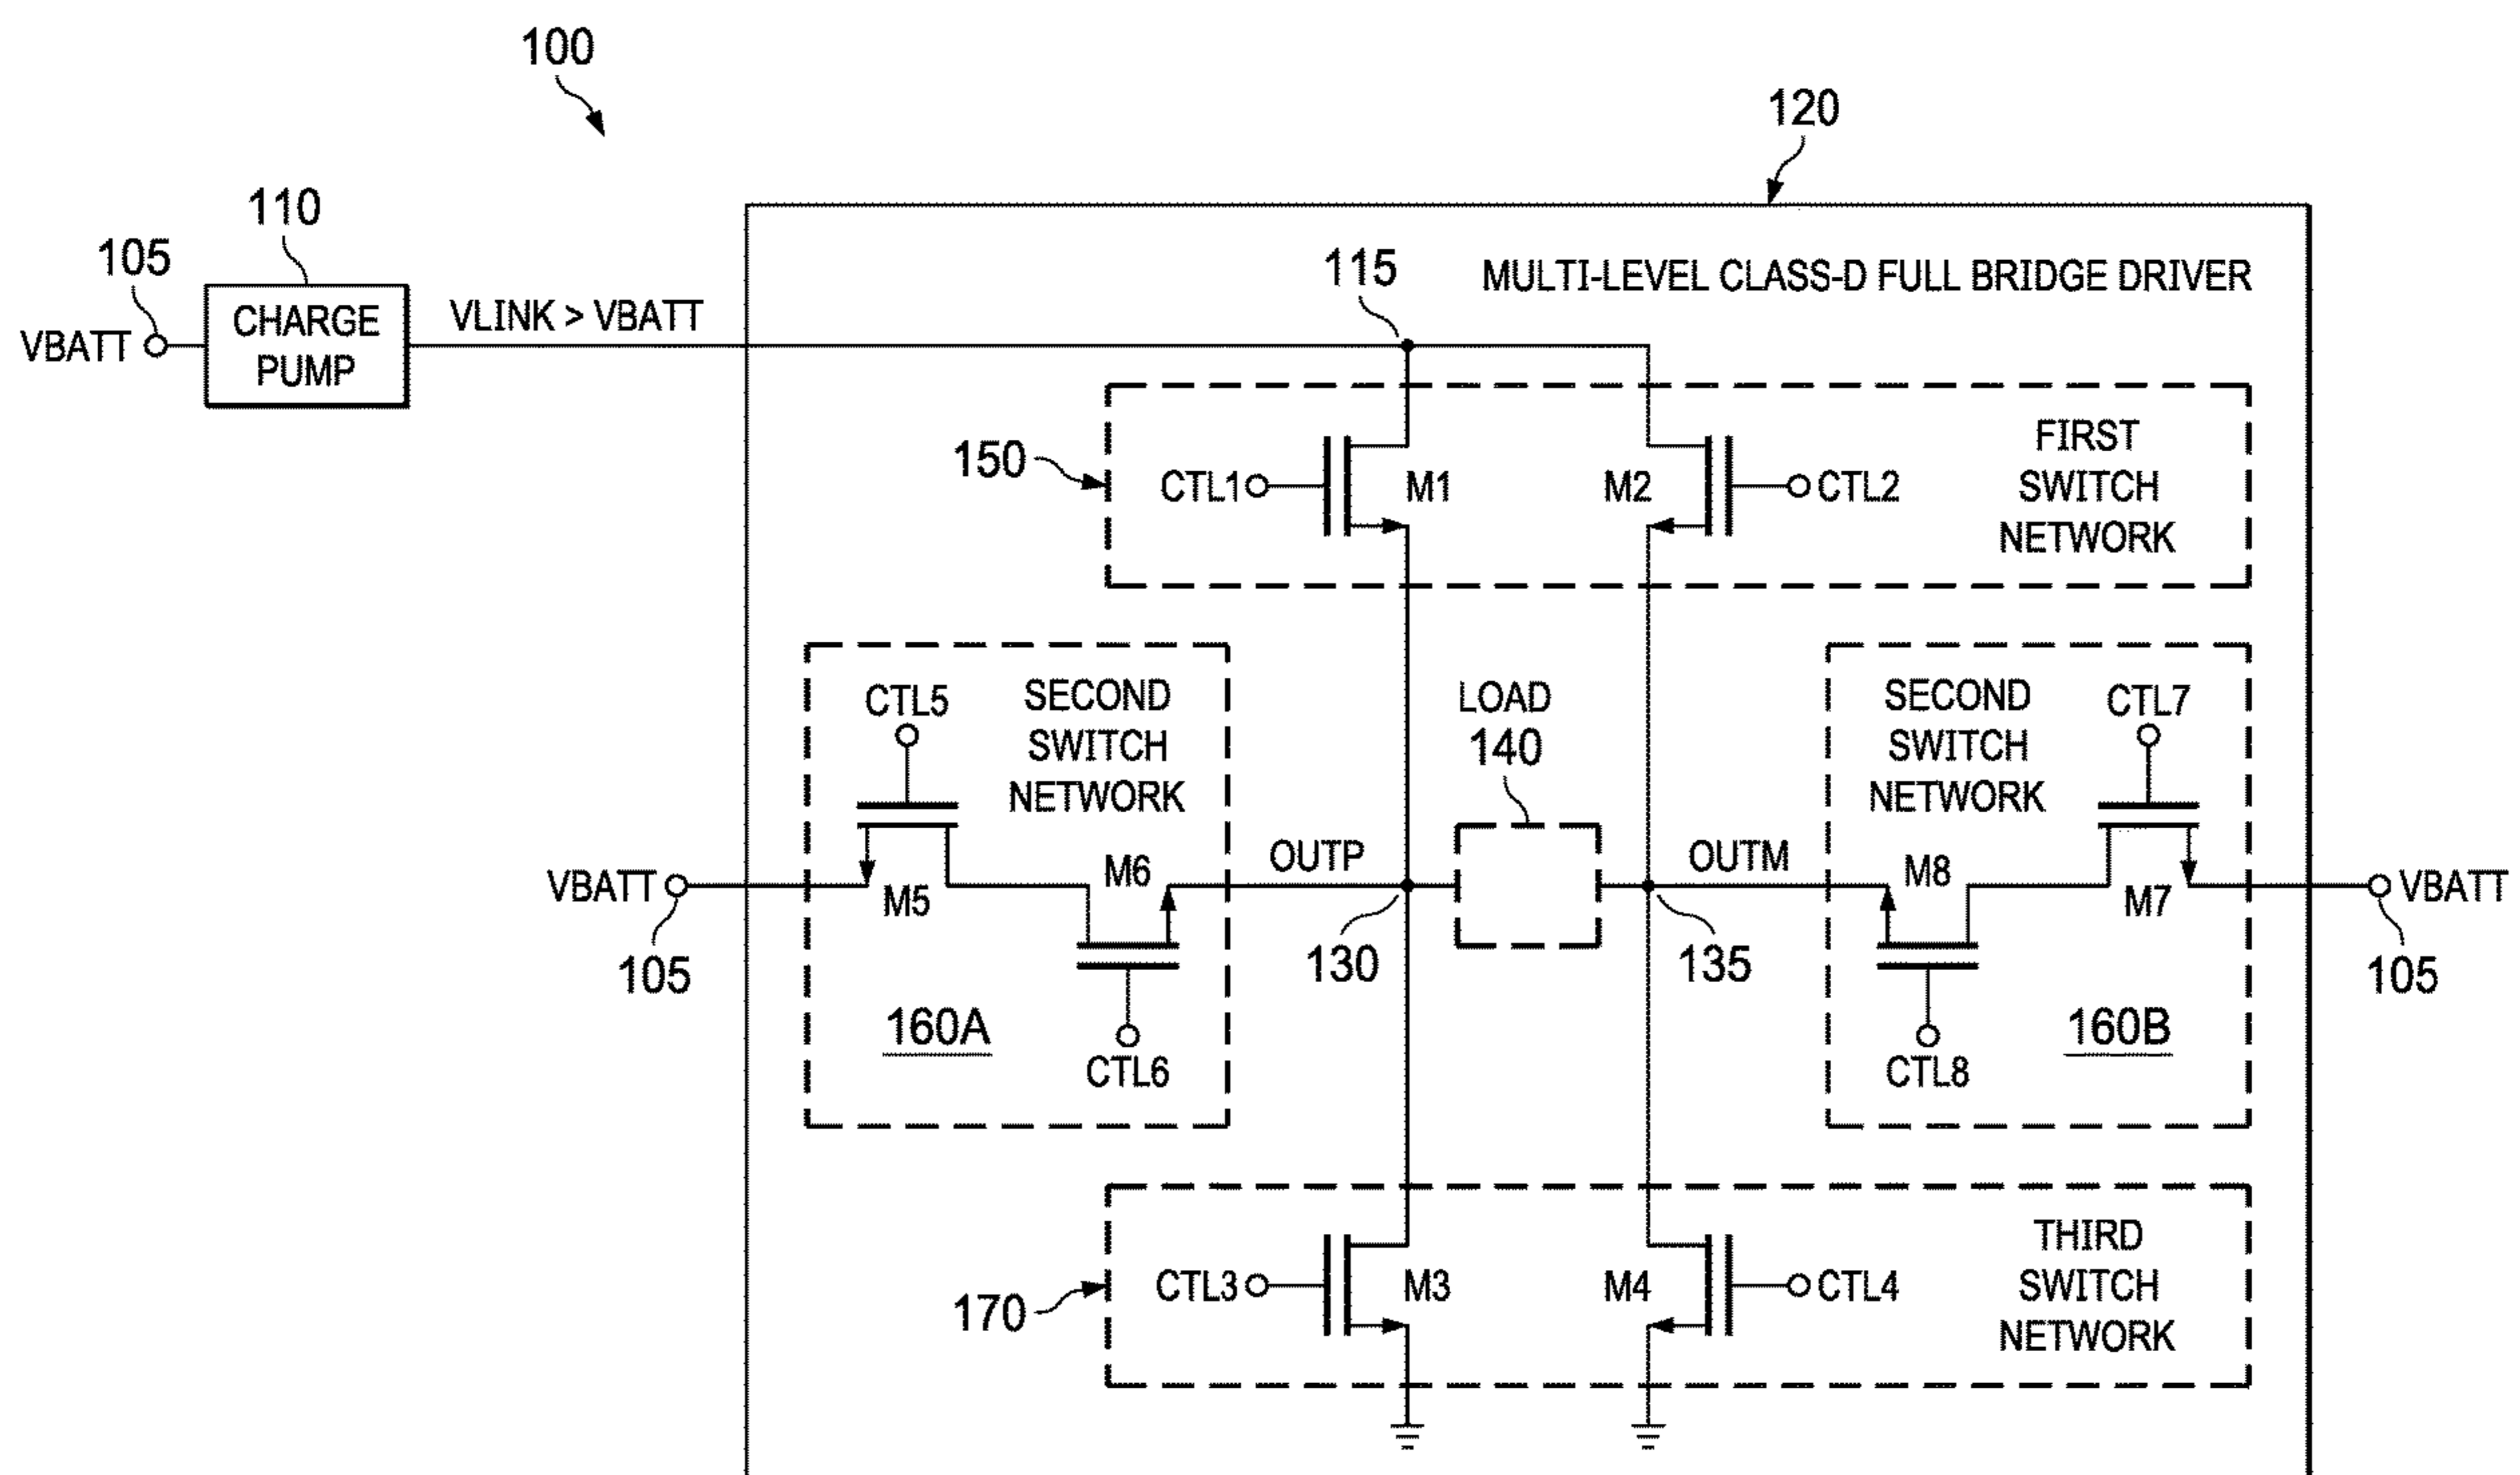 100
120
110
105
115
MULTI-LEVEL CLASS-D FULL BRIDGE DRIVER
VBATT
CHARGE
PUMP
VLINK > VBATT
150
CTL1
M1
M2
CTL2
FIRST
SWITCH
NETWORK
CTL5
SECOND
SWITCH
NETWORK
LOAD
140
SECOND
SWITCH
NETWORK
CTL7
VBATT
105
M5
M6
OUTP
130
OUTM
135
M8
M7
VBATT
105
160A
CTL6
CTL8
160B
170
CTL3
M3
M4
CTL4
THIRD
SWITCH
NETWORK